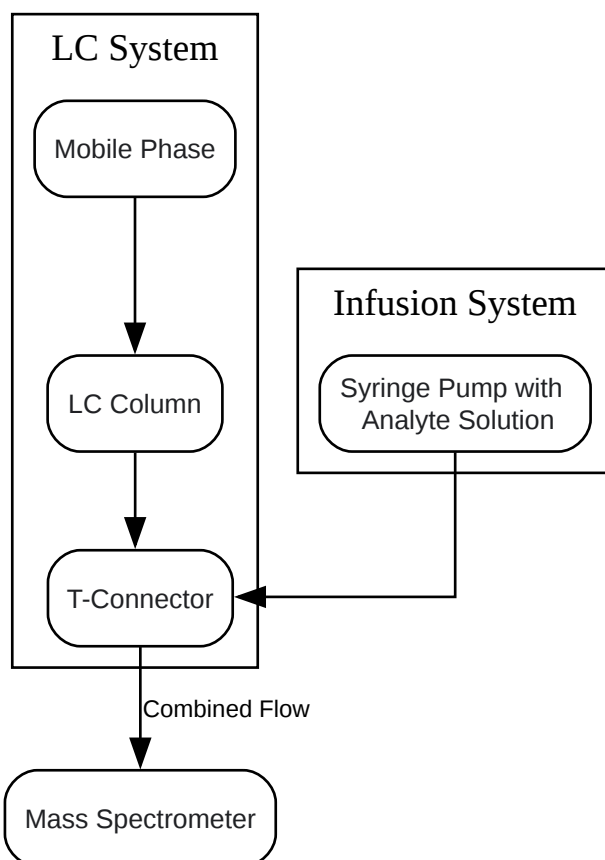 LC System
Mobile Phase
Infusion System
LC Column
Syringe Pump with
Analyte Solution
T-Connector
Combined Flow
Mass Spectrometer